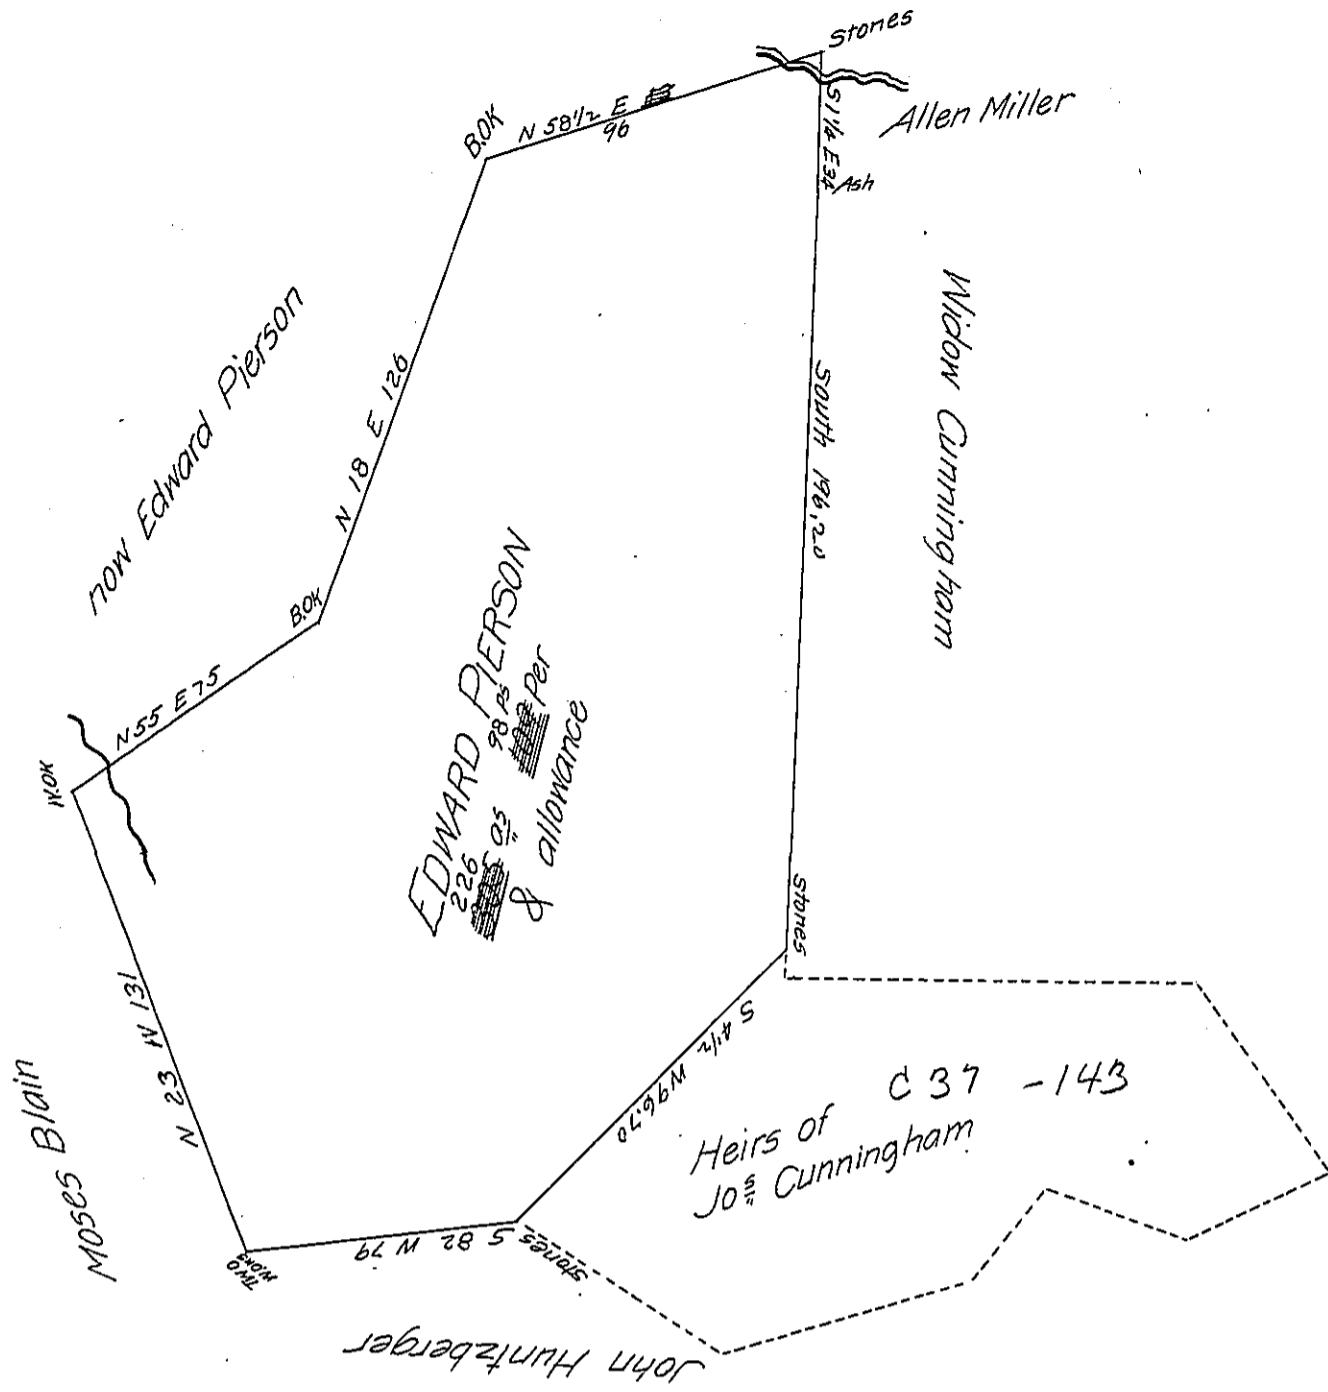 Stones
Allen Miller
B.OK
N 58 1/2 E
96
S 1 1/4 E 34
Ash
Widow Cunningham
South 196,20
now Edward Pierson
N 18 E 126
B.OK
N 55 E 75
W.OK
EDWARD PIERSON
226 as 98 ps
Per
& allowance
Stones
S 41/2 W 96,70
N 23 W 131
Moses Blain
C 37 - 143
Heirs of
Jos Cunningham
Two
W.OKs
S 82 W 79
Stones
John Huntzberger